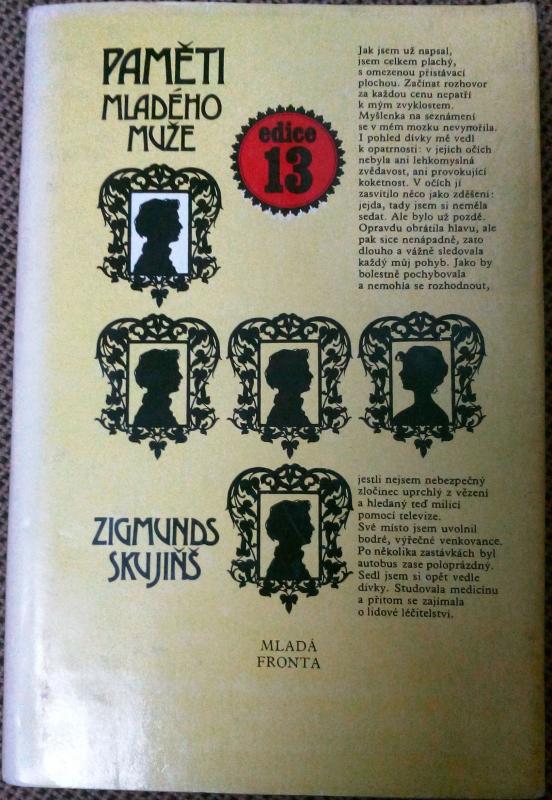 PAMĚTI
MLADÉHO
MUŽE
edice
13
Jak jsem už napsal,
jsem celkem plachý,
s omezenou přistávací
plochou. Začínat rozhovor
za každou cenu nepatří
k mým zvyklostem.
Myšlenka na seznámení
se v mém mozku nevynořila.
I pohled dívky mě vedl
k opatrnosti: v jejích očích
nebyla ani lehkomyslná
zvědavost, ani provokující
koketnost. V očích jí
zasvítilo něco jako zděšení:
jejda, tady jsem si neměla
sedat. Ale bylo už pozdě.
Opravdu obrátila hlavu, ale
pak sice nenápadně, zato
dlouho a vážně sledovala
každý můj pohyb. Jako by
bolestně pochybovala
a nemohla se rozhodnout,
jestli nejsem nebezpečný
zločinec uprchlý z vězení
a hledaný teď milicí
pomocí televize.
Své místo jsem uvolnil
bodré, výřečné venkovance.
Po několika zastávkách byl
autobus zase poloprázdný.
Sedl jsem si opět vedle
dívky. Studovala medicínu
a přitom se zajímala
o lidové léčitelství.
ZIGMUNDS
SKUJIŇŠ
MLADÁ
FRONTA